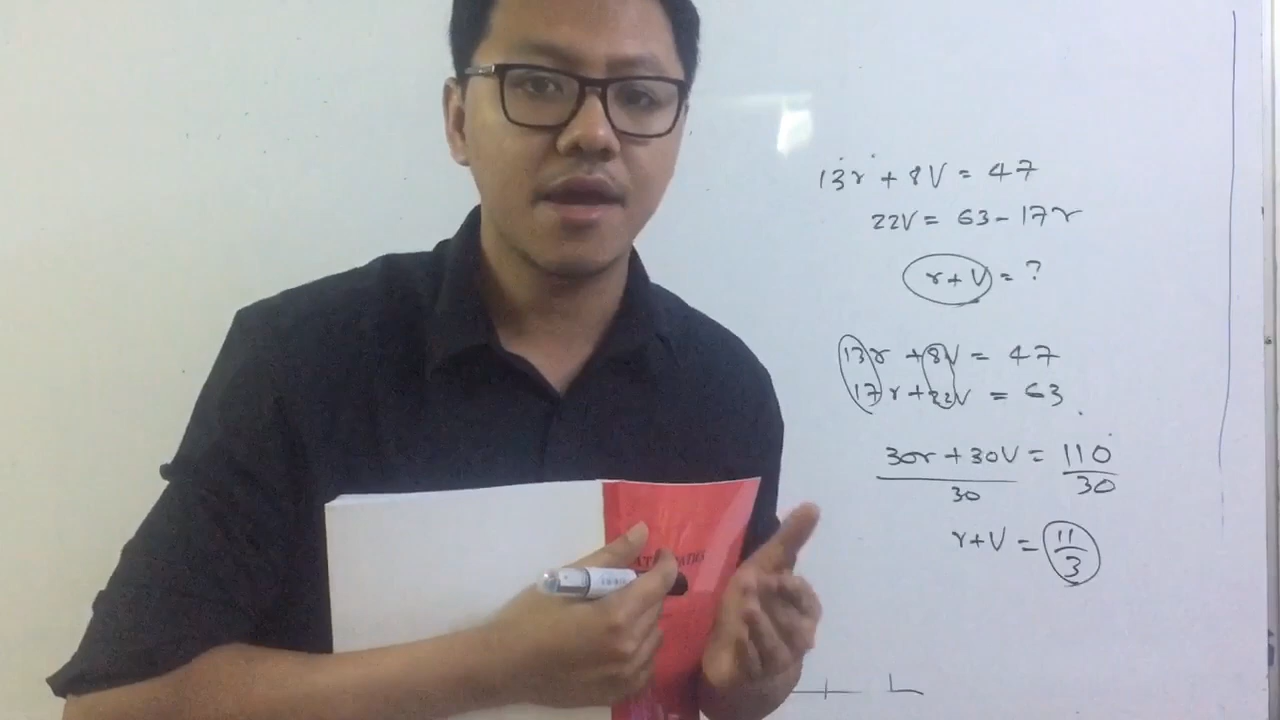 13r + 8V = 47
22V = 63 - 17r
r + V = ?
13r + 8V = 47
17r + 22V = 63
30r + 30V = 110
30 30
r + V = 11/3